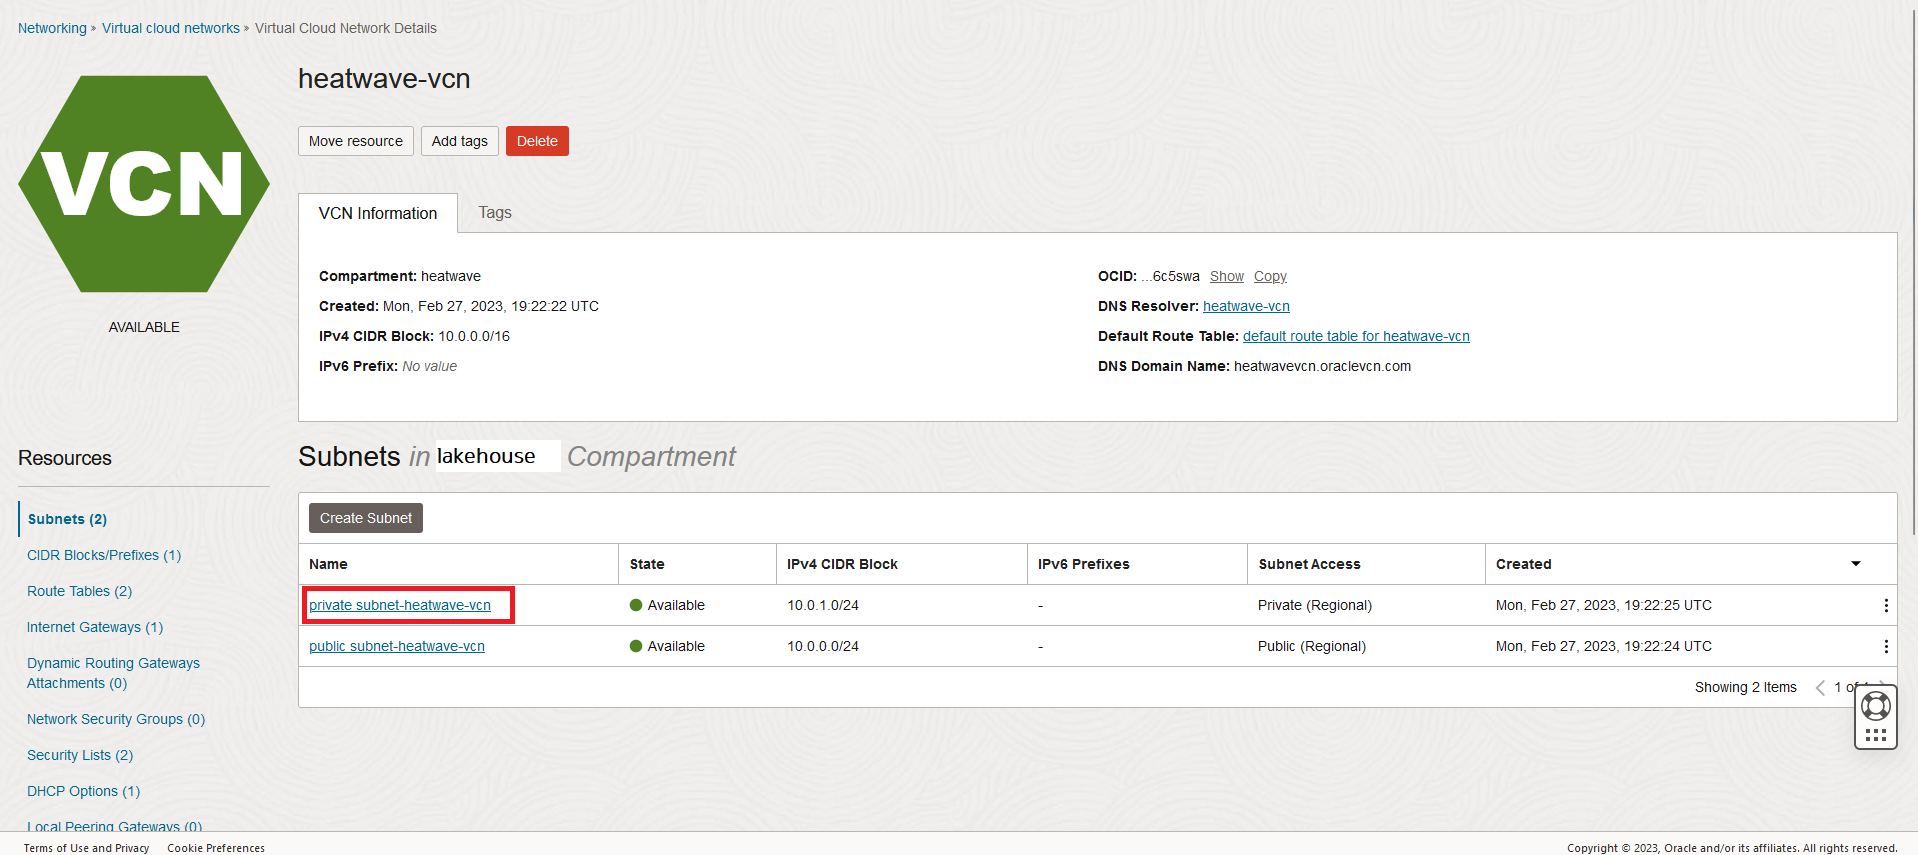 Networking » Virtual cloud networks » Virtual Cloud Network Details
VCN
AVAILABLE
heatwave-vcn
Move resource Add tags Delete
VCN Information Tags
Compartment: heatwave
Created: Mon, Feb 27, 2023, 19:22:22 UTC
IPv4 CIDR Block: 10.0.0.0/16
IPv6 Prefix: No value
OCID: ...6c5swa Show Copy
DNS Resolver: heatwave-vcn
Default Route Table: default route table for heatwave-vcn
DNS Domain Name: heatwavevcn.oraclevcn.com
Resources
Subnets (2)
CIDR Blocks/Prefixes (1)
Route Tables (2)
Internet Gateways (1)
Dynamic Routing Gateways
Attachments (0)
Network Security Groups (0)
Security Lists (2)
DHCP Options (1)
Local Peering Gateways (0)
Subnets in lakehouse Compartment
Create Subnet
Name State IPv4 CIDR Block IPv6 Prefixes Subnet Access Created
private subnet-heatwave-vcn Available 10.0.1.0/24 - Private (Regional) Mon, Feb 27, 2023, 19:22:25 UTC
public subnet-heatwave-vcn Available 10.0.0.0/24 - Public (Regional) Mon, Feb 27, 2023, 19:22:24 UTC
Showing 2 Items 1 of
Terms of Use and Privacy Cookie Preferences
Copyright © 2023, Oracle and/or its affiliates. All rights reserved.